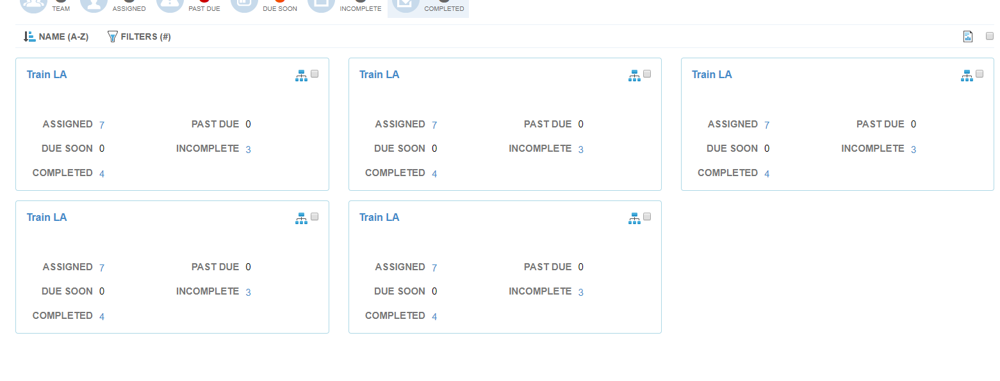 TEAM ASSIGNED PAST DUE DUE SOON INCOMPLETE COMPLETED
NAME (A-Z) FILTERS (#)
Train LA Train LA Train LA
ASSIGNED 7 PAST DUE 0 ASSIGNED 7 PAST DUE 0 ASSIGNED 7 PAST DUE 0
DUE SOON 0 INCOMPLETE 3 DUE SOON 0 INCOMPLETE 3 DUE SOON 0 INCOMPLETE 3
COMPLETED 4 COMPLETED 4 COMPLETED 4
Train LA Train LA
ASSIGNED 7 PAST DUE 0 ASSIGNED 7 PAST DUE 0
DUE SOON 0 INCOMPLETE 3 DUE SOON 0 INCOMPLETE 3
COMPLETED 4 COMPLETED 4